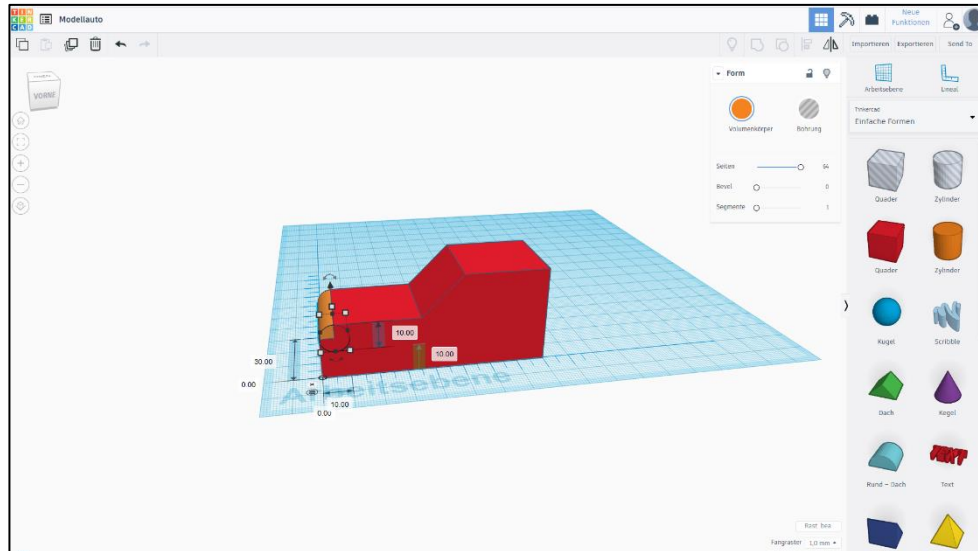 TIN
KER
CAD
Modellauto
Neue
Funktionen
Importieren Exportieren Send To
VORNE
Form
Volumenkörper Bohrung
Seiten 64
Bevel 0
Segmente 1
Arbeitsebene Lineal
Tinkercad
Einfache Formen
Quader Zylinder
Quader Zylinder
Kugel Scribble
Dach Kegel
Rund – Dach Text
TEXT
10.00
10.00
30.00
0.00
10.00
0.00
Arbeitsebene
Fangraster 1,0 mm